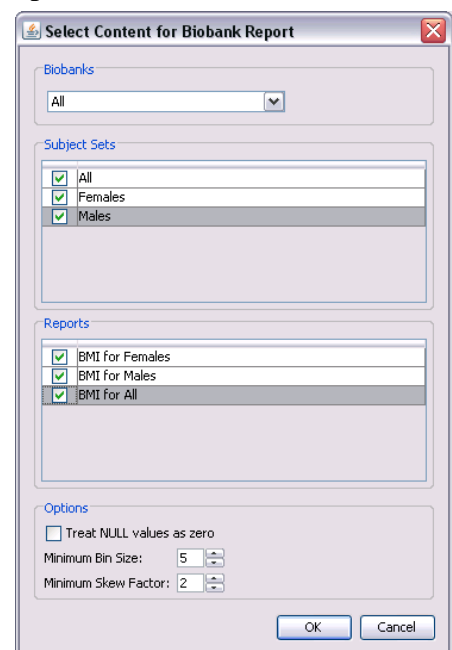 Select Content for Biobank Report
Biobanks
All
Subject Sets
All
Females
Males
Reports
BMI for Females
BMI for Males
BMI for All
Options
Treat NULL values as zero
Minimum Bin Size: 5
Minimum Skew Factor: 2
OK Cancel